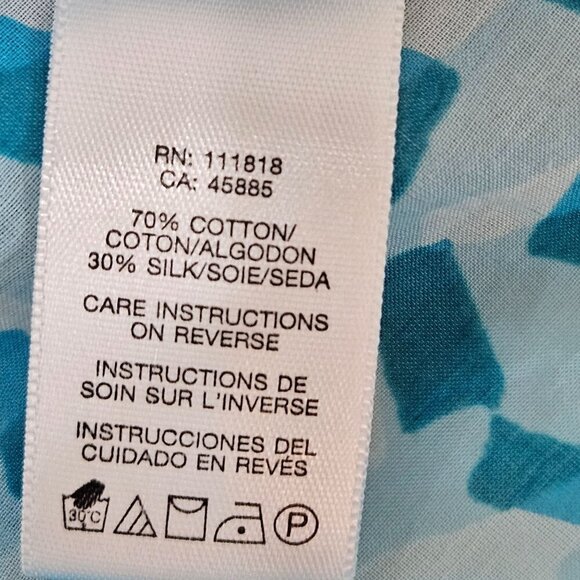 RN: 111818
CA: 45885
70% COTTON/
COTON/ALGODON
30% SILK/SOIE/SEDA
CARE INSTRUCTIONS
ON REVERSE
INSTRUCTIONS DE
SOIN SUR L'INVERSE
INSTRUCCIONES DEL
CUIDADO EN REVÉS
30°C P